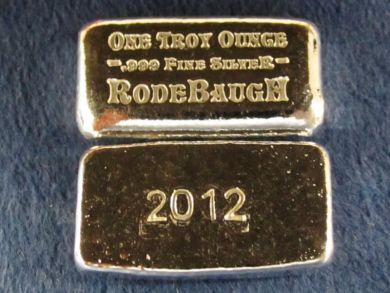 One Troy Ounce
-.999 Fine Silver-
RodeBaugh
2012